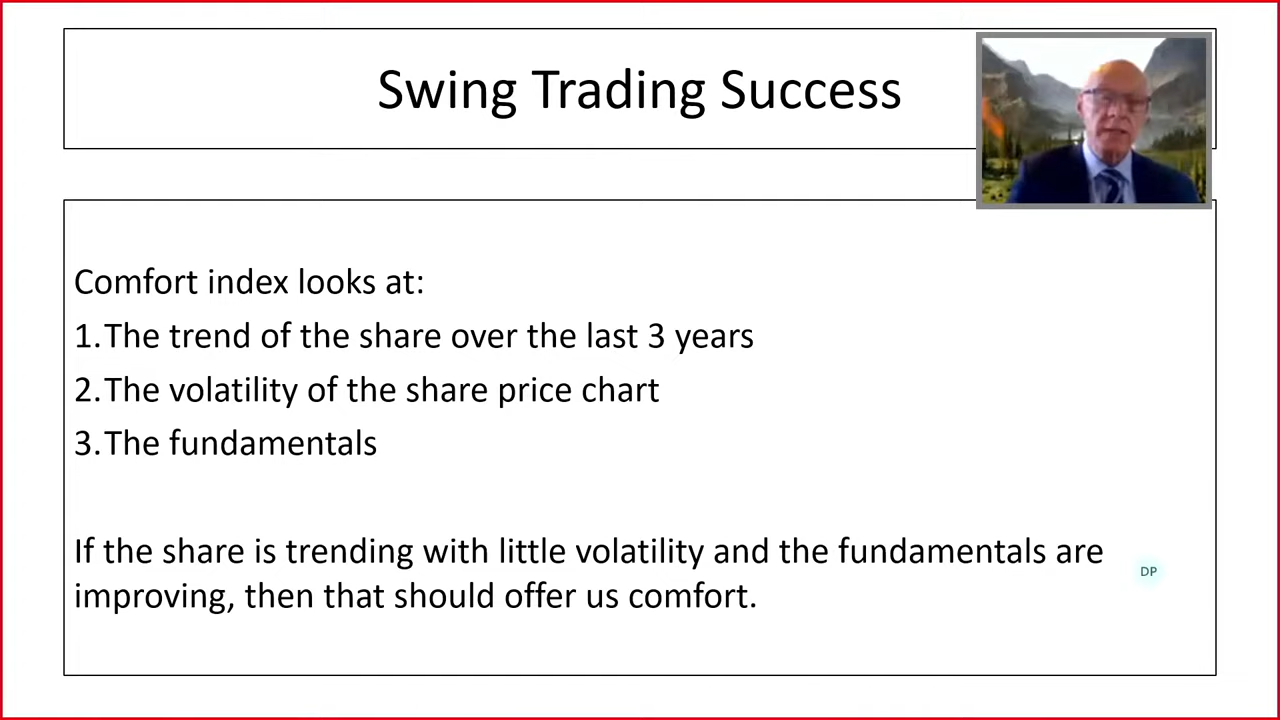 Swing Trading Success
Comfort index looks at:
1.The trend of the share over the last 3 years
2.The volatility of the share price chart
3.The fundamentals
If the share is trending with little volatility and the fundamentals are
improving, then that should offer us comfort.
DP